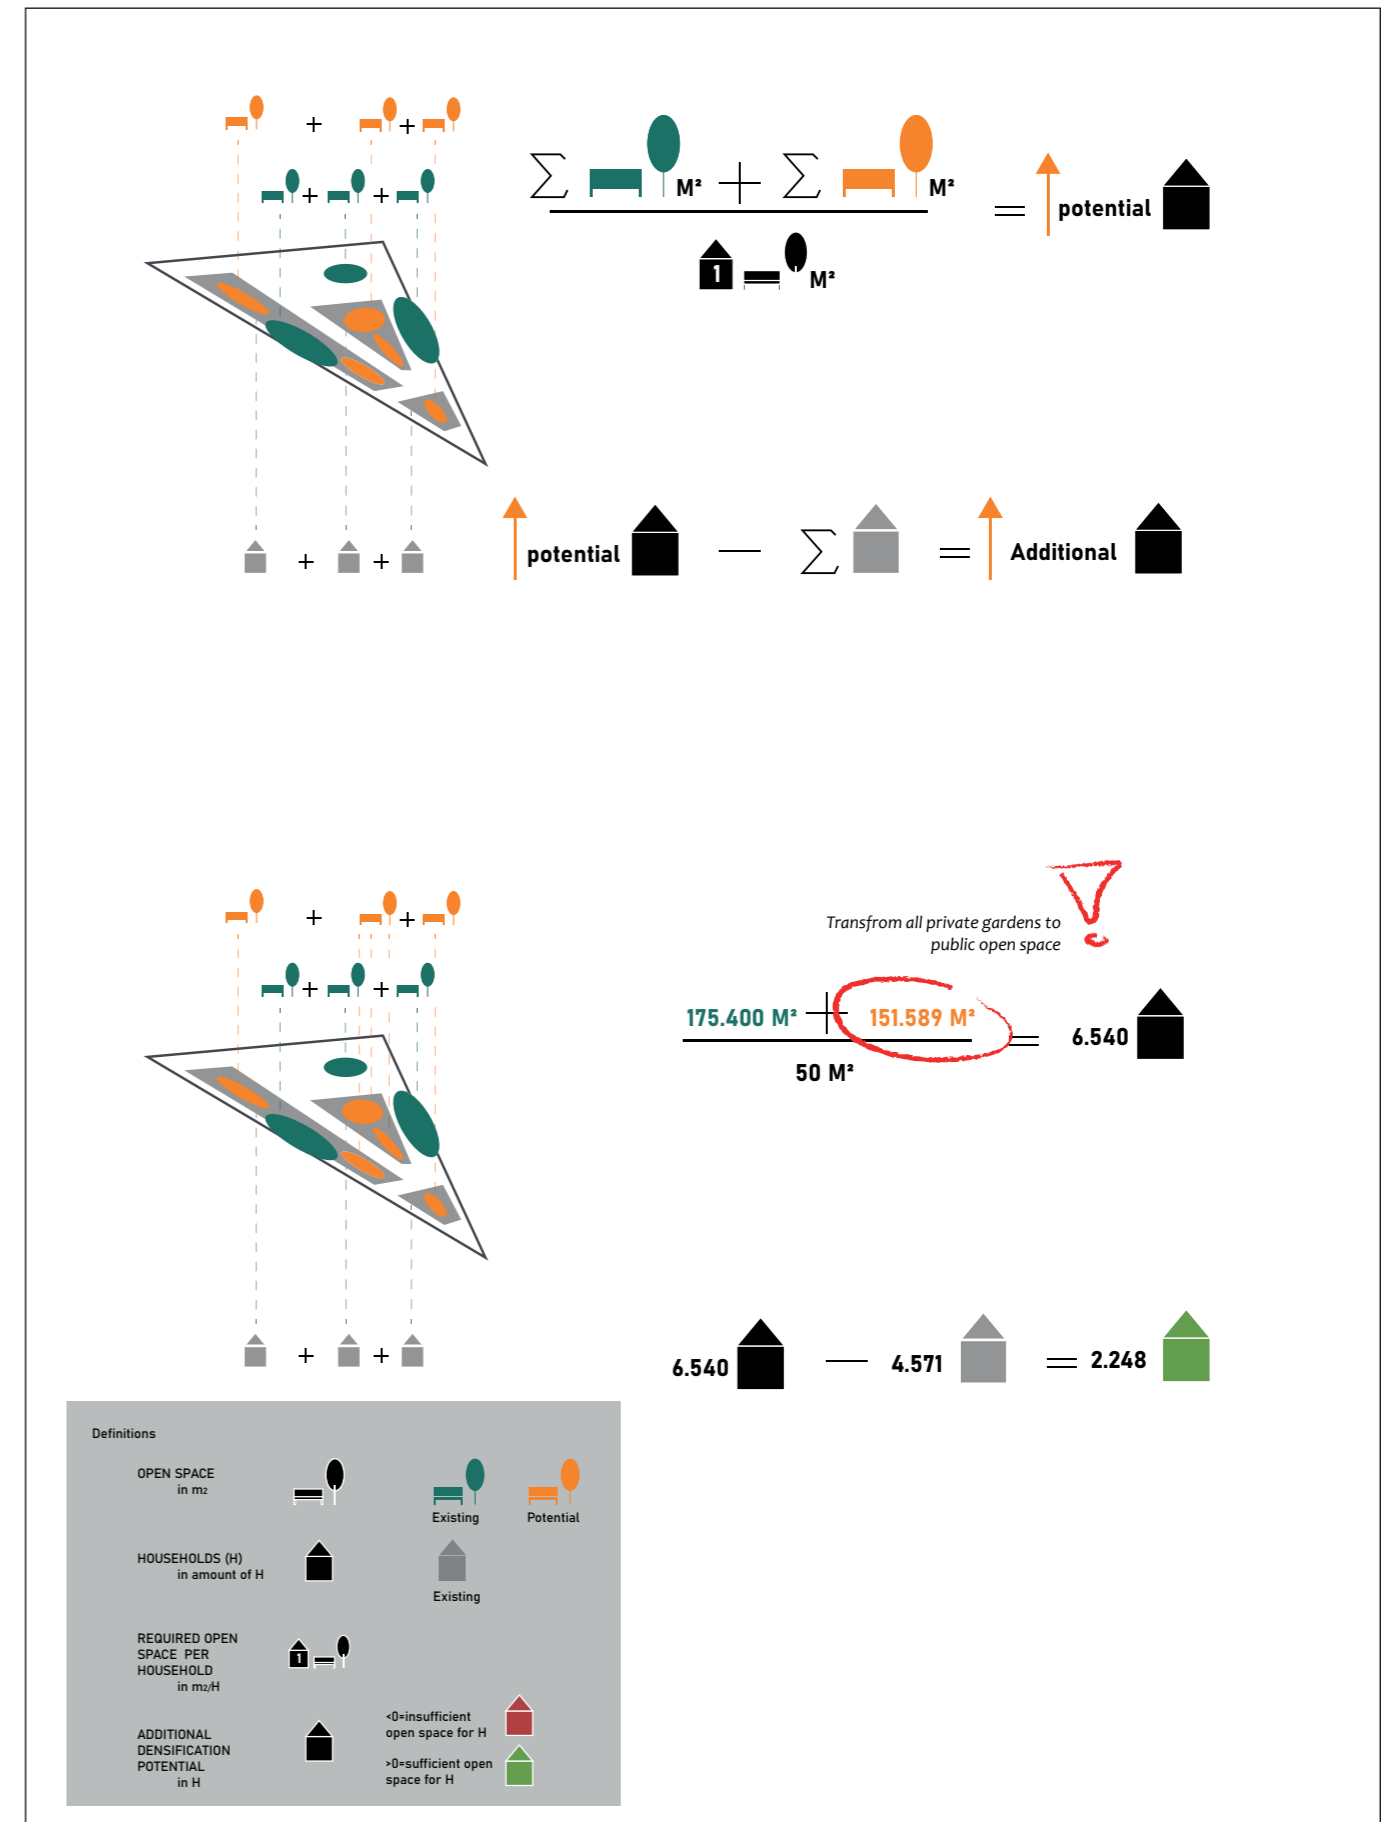 + +
+ +
∑ M² + ∑ M² = potential
1 M²
potential — ∑ = Additional
+ +
+ +
Transfrom all private gardens to
public open space
+ +
175.400 M² + 151.589 M² = 6.540
50 M²
6.540 — 4.571 = 2.248
+ +
Definitions
OPEN SPACE
in m2
Existing
Potential
HOUSEHOLDS (H)
in amount of H
Existing
REQUIRED OPEN
SPACE PER
HOUSEHOLD
in m2/H
1
ADDITIONAL
DENSIFICATION
POTENTIAL
in H
<0=insufficient
open space for H
>0=sufficient open
space for H